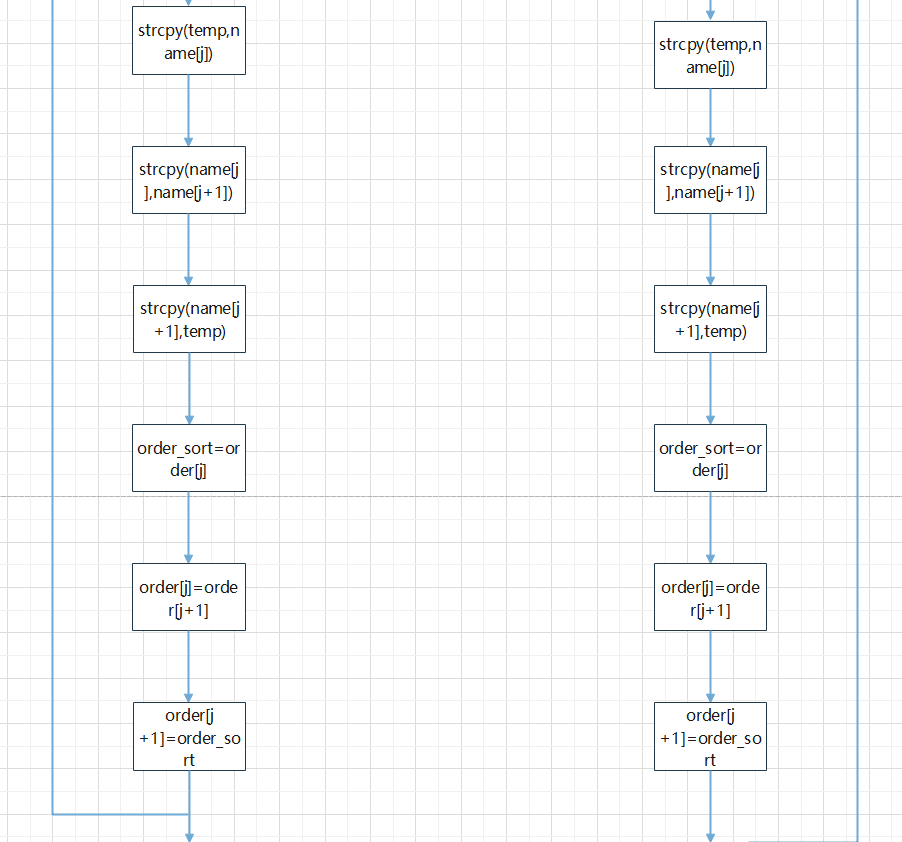 strcpy(temp,n
ame[j])
strcpy(name[j
],name[j+1])
strcpy(name[j
+1],temp)
order_sort=or
der[j]
order[j]=orde
r[j+1]
order[j
+1]=order_so
rt
strcpy(temp,n
ame[j])
strcpy(name[j
],name[j+1])
strcpy(name[j
+1],temp)
order_sort=or
der[j]
order[j]=orde
r[j+1]
order[j
+1]=order_so
rt